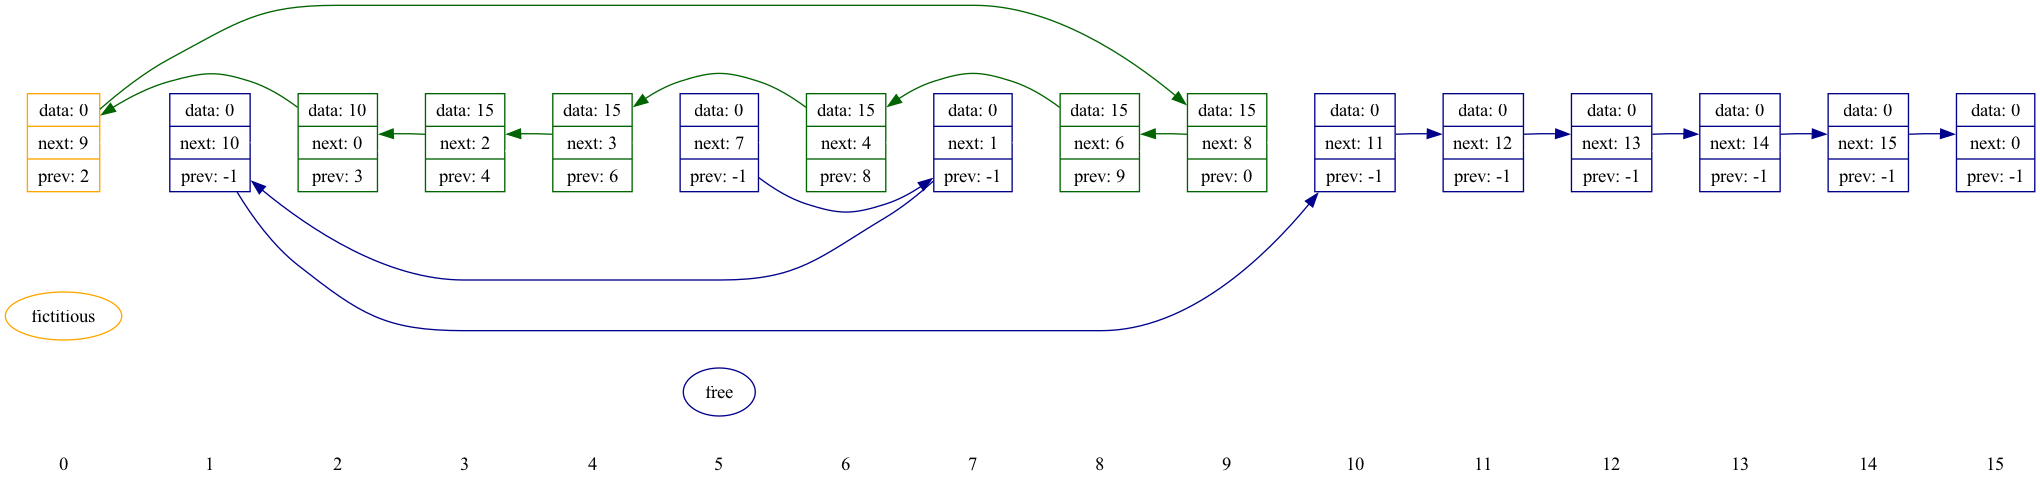 data: 0
next: 9
prev: 2
data: 0
next: 10
prev: -1
data: 10
next: 0
prev: 3
data: 15
next: 2
prev: 4
data: 15
next: 3
prev: 6
data: 0
next: 7
prev: -1
data: 15
next: 4
prev: 8
data: 0
next: 1
prev: -1
data: 15
next: 6
prev: 9
data: 15
next: 8
prev: 0
data: 0
next: 11
prev: -1
data: 0
next: 12
prev: -1
data: 0
next: 13
prev: -1
data: 0
next: 14
prev: -1
data: 0
next: 15
prev: -1
data: 0
next: 0
prev: -1
fictitious
free
0 1 2 3 4 5 6 7 8 9 10 11 12 13 14 15